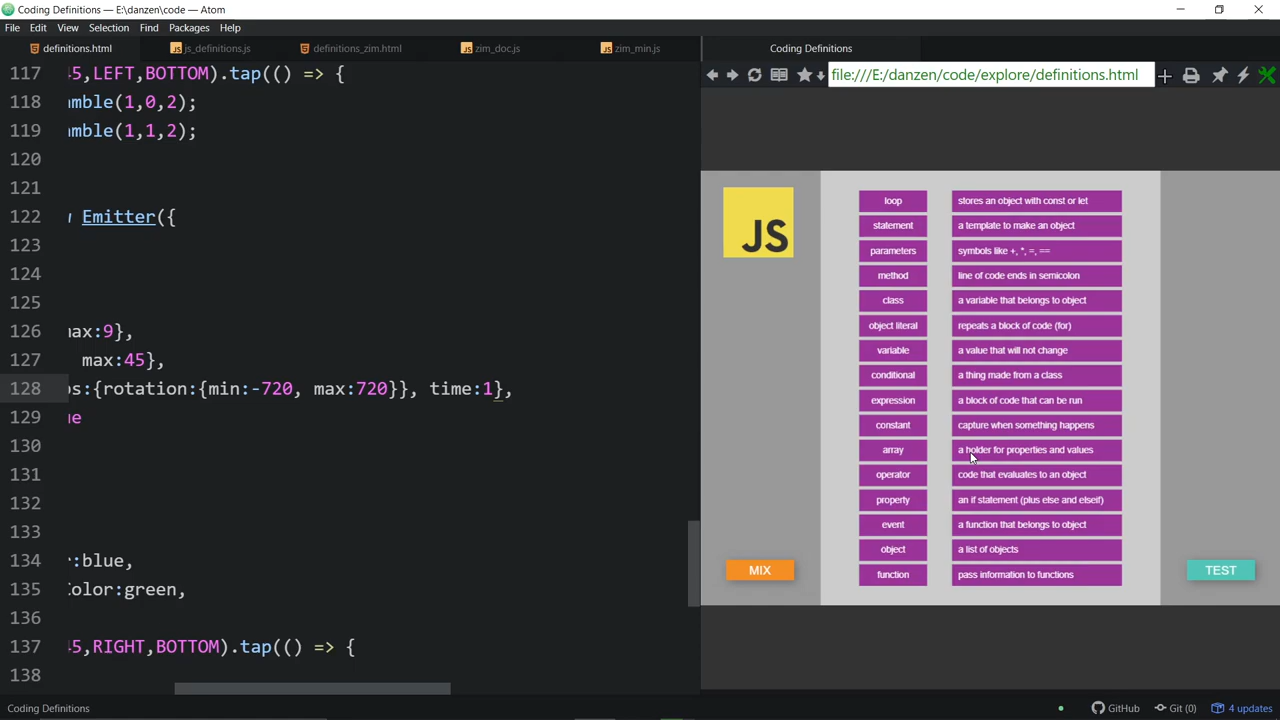 Coding Definitions — E:\danzen\code — Atom
File Edit View Selection Find Packages Help
definitions.html js_definitions.js definitions_zim.html zim_doc.js zim_min.js
117 5,LEFT,BOTTOM).tap(() => {
118 amble(1,0,2);
119 amble(1,1,2);
120
121
122 Emitter({
123
124
125
126 max:9},
127 max:45},
128 ps:{rotation:{min:-720, max:720}}, time:1},
129 ue
130
131
132
133
134 :blue,
135 olor:green,
136
137 5,RIGHT,BOTTOM).tap(() => {
138
Coding Definitions
file:///E:/danzen/code/explore/definitions.html
JS
loop stores an object with const or let
statement a template to make an object
parameters symbols like +, *, =, ==
method line of code ends in semicolon
class a variable that belongs to object
object literal repeats a block of code (for)
variable a value that will not change
conditional a thing made from a class
expression a block of code that can be run
constant capture when something happens
array a holder for properties and values
operator code that evaluates to an object
property an if statement (plus else and elseif)
event a function that belongs to object
object a list of objects
function pass information to functions
MIX
TEST
Coding Definitions
GitHub Git (0) 4 updates